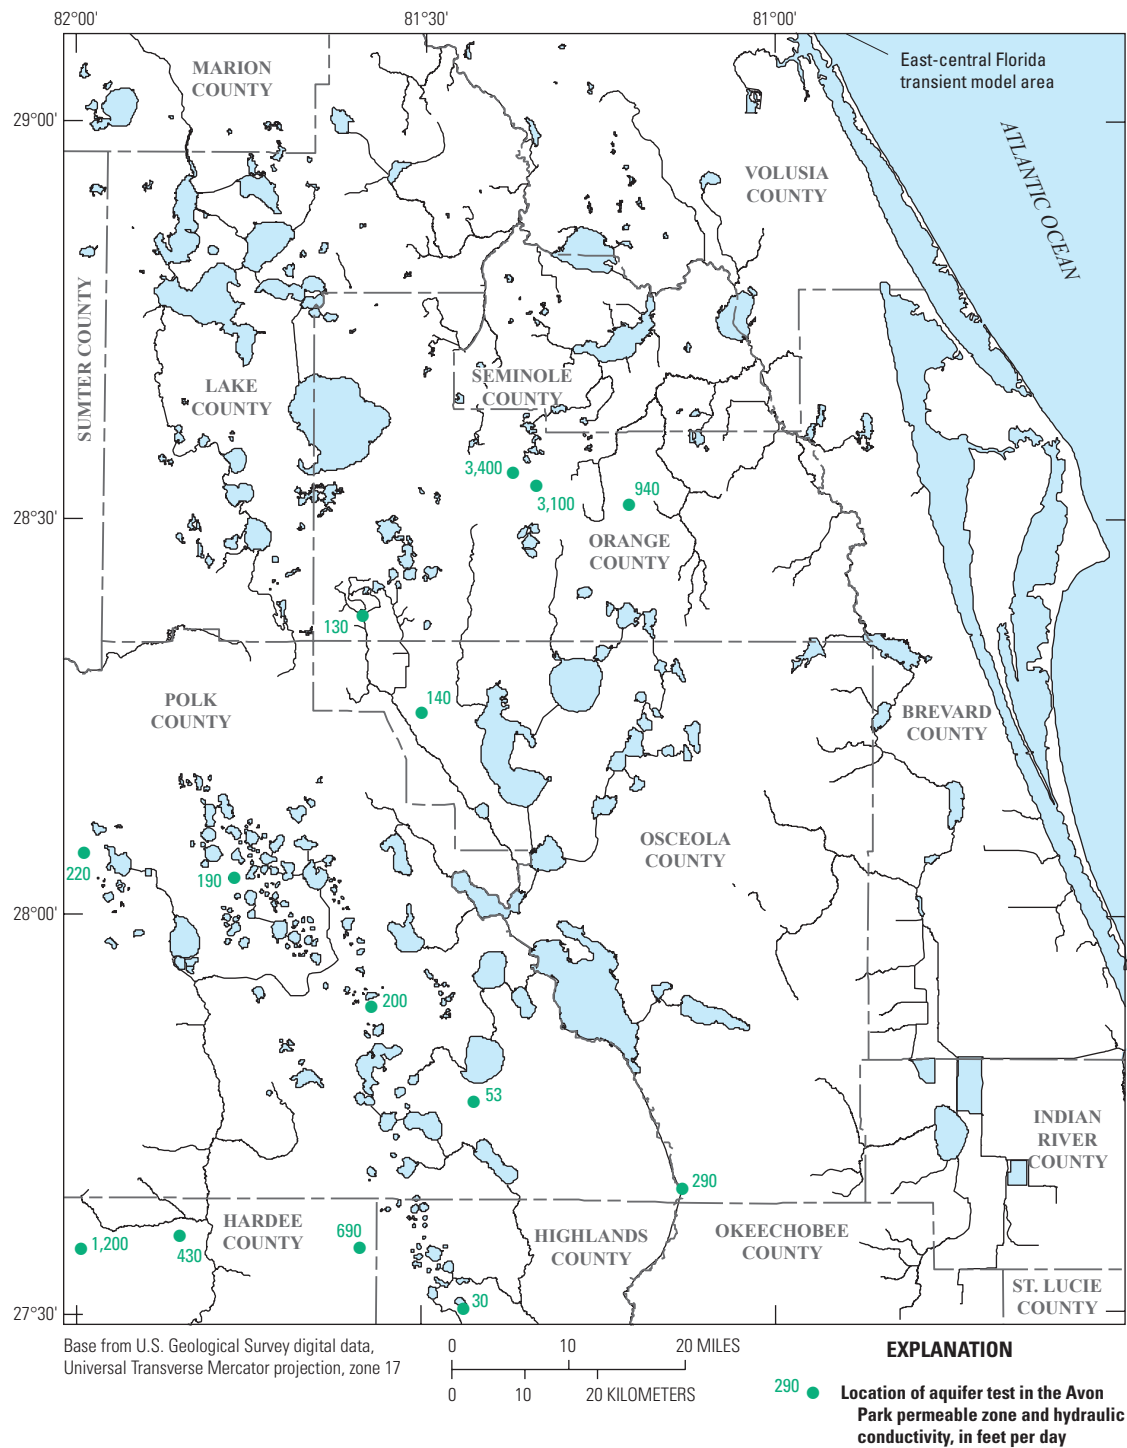 82°00'
81°30'
81°00'
East-central Florida
transient model area
MARION
COUNTY
29°00'
ATLANTIC OCEAN
VOLUSIA
COUNTY
SUMTER COUNTY
LAKE
COUNTY
SEMINOLE
COUNTY
3,400
3,100
940
28°30'
ORANGE
COUNTY
130
POLK
COUNTY
140
BREVARD
COUNTY
OSCEOLA
COUNTY
220
190
28°00'
200
53
INDIAN
RIVER
COUNTY
290
HARDEE
COUNTY
690
HIGHLANDS
COUNTY
OKEECHOBEE
COUNTY
1,200
430
30
ST. LUCIE
COUNTY
27°30'
Base from U.S. Geological Survey digital data,
Universal Transverse Mercator projection, zone 17
0 10 20 MILES
0 10 20 KILOMETERS
EXPLANATION
290 Location of aquifer test in the Avon
Park permeable zone and hydraulic
conductivity, in feet per day